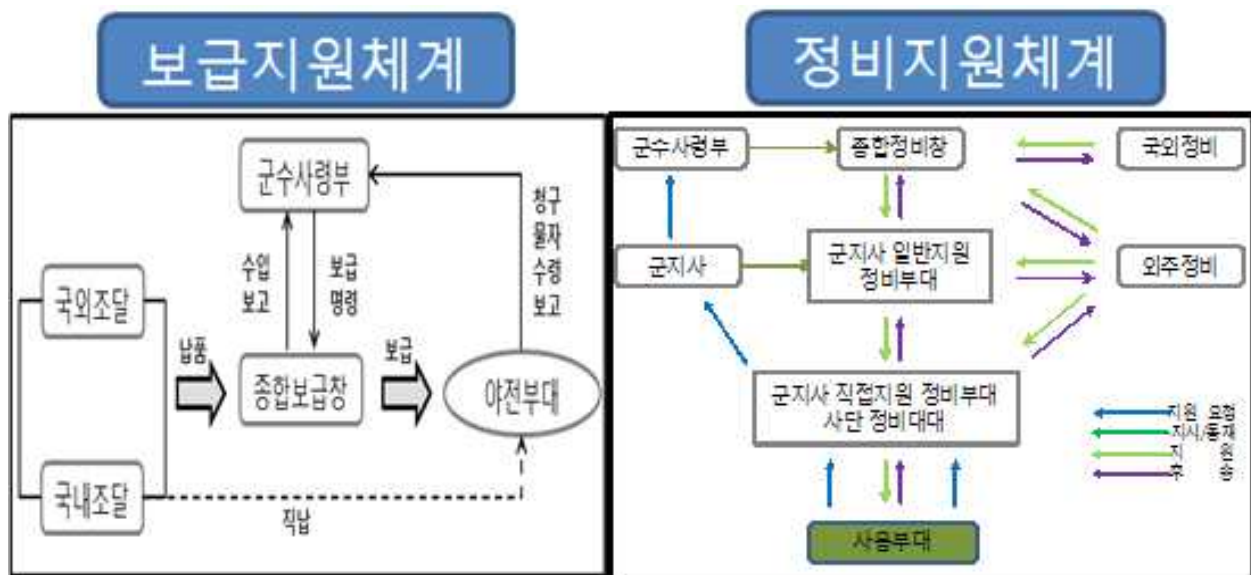 보급지원체계
군수사령부
수입
보고
보급
명령
청구
물자
수령
보고
국외조달
납품
종합보급창
보급
야전부대
국내조달
직납
정비지원체계
군수사령부
종합정비창
국외정비
군지사
군지사 일반지원
정비부대
외주정비
군지사 직접지원 정비부대
사단 정비대대
지원 요청
지시/통제
지 원
후 송
사용부대